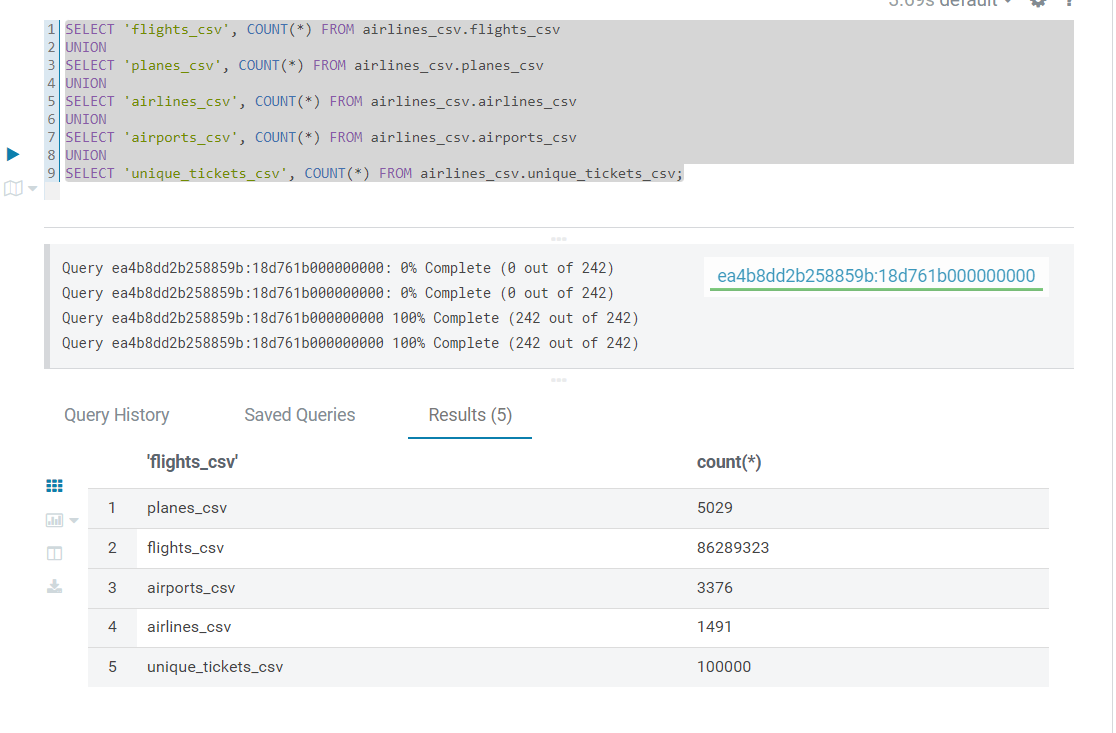 3.69s default
1 SELECT 'flights_csv', COUNT(*) FROM airlines_csv.flights_csv
2 UNION
3 SELECT 'planes_csv', COUNT(*) FROM airlines_csv.planes_csv
4 UNION
5 SELECT 'airlines_csv', COUNT(*) FROM airlines_csv.airlines_csv
6 UNION
7 SELECT 'airports_csv', COUNT(*) FROM airlines_csv.airports_csv
8 UNION
9 SELECT 'unique_tickets_csv', COUNT(*) FROM airlines_csv.unique_tickets_csv;
Query ea4b8dd2b258859b:18d761b000000000: 0% Complete (0 out of 242)
ea4b8dd2b258859b:18d761b000000000
Query ea4b8dd2b258859b:18d761b000000000: 0% Complete (0 out of 242)
Query ea4b8dd2b258859b:18d761b000000000 100% Complete (242 out of 242)
Query ea4b8dd2b258859b:18d761b000000000 100% Complete (242 out of 242)
Query History Saved Queries Results (5)
'flights_csv' count(*)
1 planes_csv 5029
2 flights_csv 86289323
3 airports_csv 3376
4 airlines_csv 1491
5 unique_tickets_csv 100000